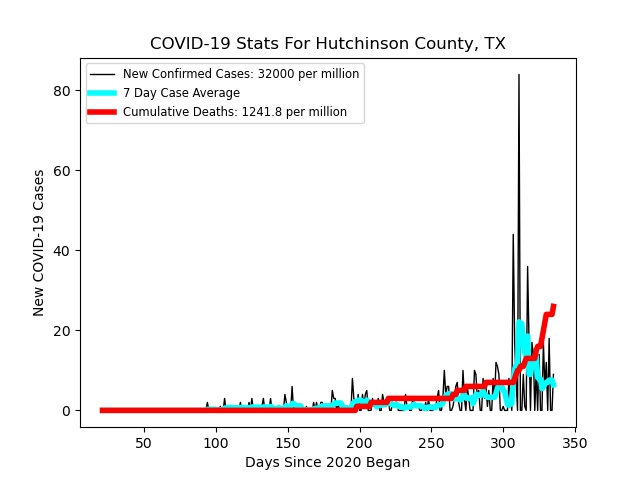 COVID-19 Stats For Hutchinson County, TX
New Confirmed Cases: 32000 per million
7 Day Case Average
Cumulative Deaths: 1241.8 per million
New COVID-19 Cases
80
60
40
20
0
50 100 150 200 250 300 350
Days Since 2020 Began